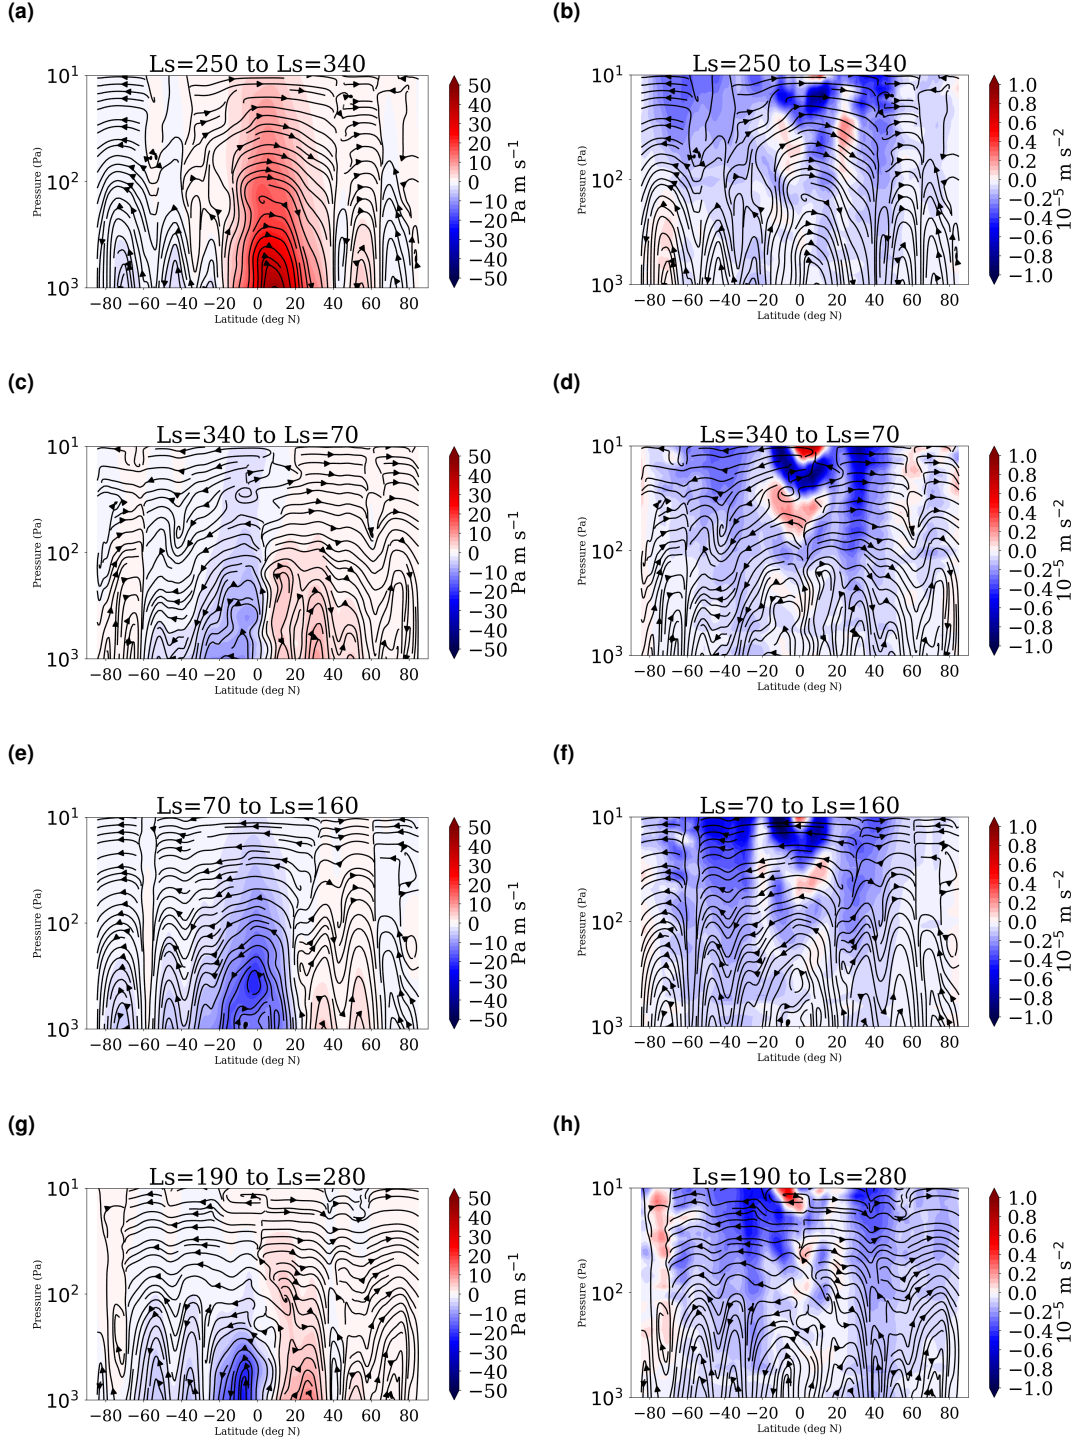 (a)
Ls=250 to Ls=340
10¹
10²
10³
Pressure (Pa)
−80 −60 −40 −20 0 20 40 60 80
Latitude (deg N)
50
40
30
20
10
0
−10
−20
−30
−40
−50
Pa m s⁻¹
(b)
Ls=250 to Ls=340
10¹
10²
10³
Pressure (Pa)
−80 −60 −40 −20 0 20 40 60 80
Latitude (deg N)
1.0
0.8
0.6
0.4
0.2
0.0
−0.2
−0.4
−0.6
−0.8
−1.0
10⁻⁵ m s⁻²
(c)
Ls=340 to Ls=70
10¹
10²
10³
Pressure (Pa)
−80 −60 −40 −20 0 20 40 60 80
Latitude (deg N)
50
40
30
20
10
0
−10
−20
−30
−40
−50
Pa m s⁻¹
(d)
Ls=340 to Ls=70
10¹
10²
10³
Pressure (Pa)
−80 −60 −40 −20 0 20 40 60 80
Latitude (deg N)
1.0
0.8
0.6
0.4
0.2
0.0
−0.2
−0.4
−0.6
−0.8
−1.0
10⁻⁵ m s⁻²
(e)
Ls=70 to Ls=160
10¹
10²
10³
Pressure (Pa)
−80 −60 −40 −20 0 20 40 60 80
Latitude (deg N)
50
40
30
20
10
0
−10
−20
−30
−40
−50
Pa m s⁻¹
(f)
Ls=70 to Ls=160
10¹
10²
10³
Pressure (Pa)
−80 −60 −40 −20 0 20 40 60 80
Latitude (deg N)
1.0
0.8
0.6
0.4
0.2
0.0
−0.2
−0.4
−0.6
−0.8
−1.0
10⁻⁵ m s⁻²
(g)
Ls=190 to Ls=280
10¹
10²
10³
Pressure (Pa)
−80 −60 −40 −20 0 20 40 60 80
Latitude (deg N)
50
40
30
20
10
0
−10
−20
−30
−40
−50
Pa m s⁻¹
(h)
Ls=190 to Ls=280
10¹
10²
10³
Pressure (Pa)
−80 −60 −40 −20 0 20 40 60 80
Latitude (deg N)
1.0
0.8
0.6
0.4
0.2
0.0
−0.2
−0.4
−0.6
−0.8
−1.0
10⁻⁵ m s⁻²